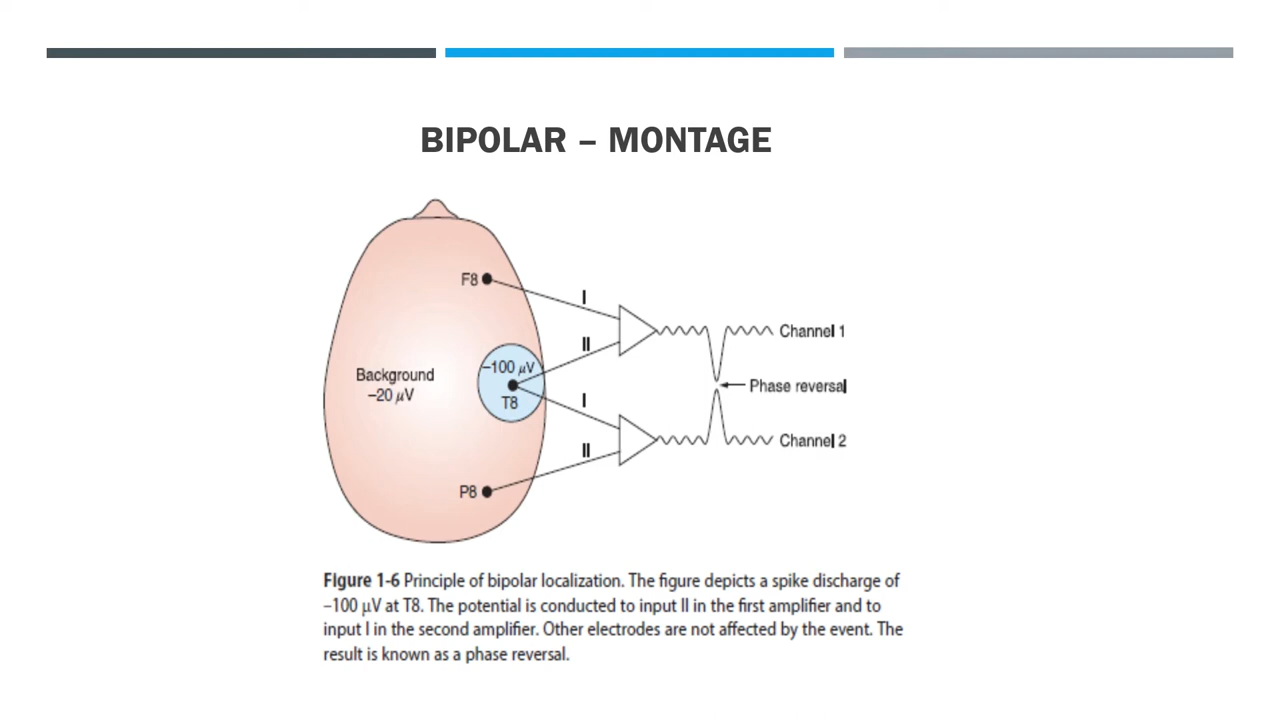 BIPOLAR – MONTAGE
F8
I
II
Channel 1
–100 µV
T8
Background
–20 µV
Phase reversal
I
II
Channel 2
P8
Figure 1-6 Principle of bipolar localization. The figure depicts a spike discharge of
–100 µV at T8. The potential is conducted to input II in the first amplifier and to
input I in the second amplifier. Other electrodes are not affected by the event. The
result is known as a phase reversal.